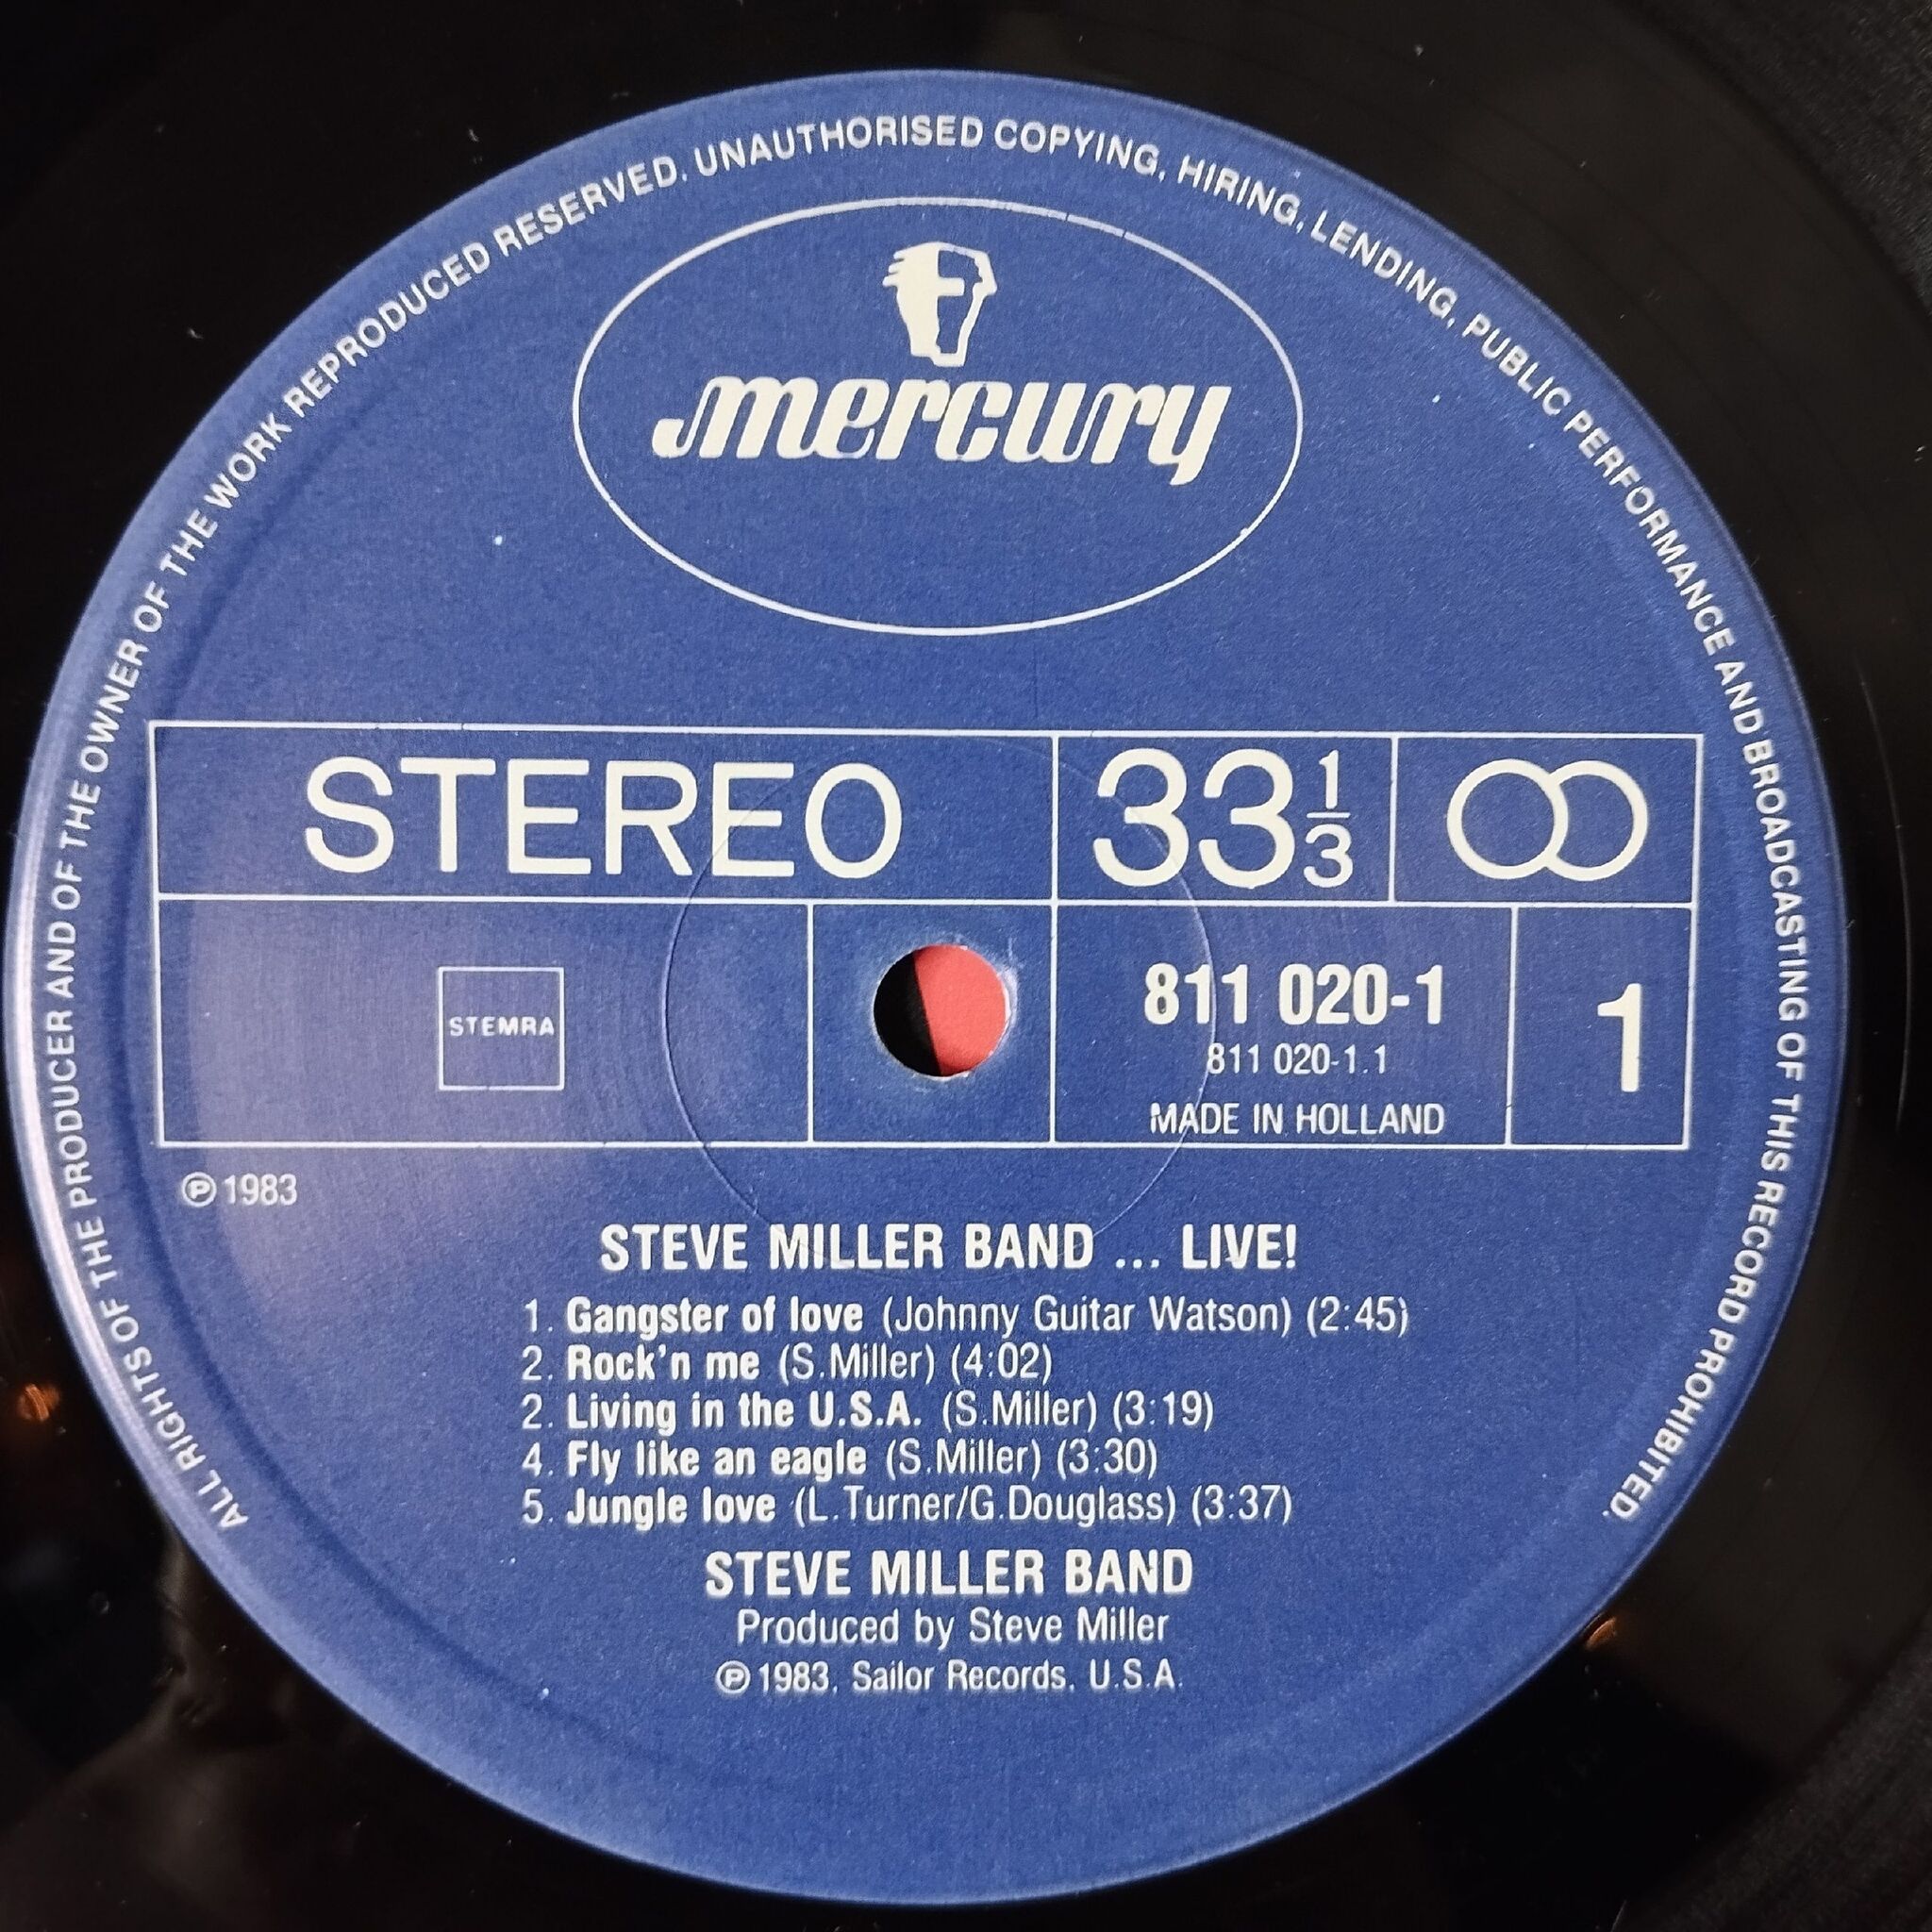 ALL RIGHTS OF THE PRODUCER AND OF THE OWNER OF THE WORK REPRODUCED RESERVED. UNAUTHORISED COPYING, HIRING, LENDING, PUBLIC PERFORMANCE AND BROADCASTING OF THIS RECORD PROHIBITED.
mercury
STEREO
33 1/3
STEMRA
811 020-1
811 020-1.1
MADE IN HOLLAND
1
℗ 1983
STEVE MILLER BAND ... LIVE!
1. Gangster of love (Johnny Guitar Watson) (2:45)
2. Rock'n me (S.Miller) (4:02)
2. Living in the U.S.A. (S.Miller) (3:19)
4. Fly like an eagle (S.Miller) (3:30)
5. Jungle love (L.Turner/G.Douglass) (3:37)
STEVE MILLER BAND
Produced by Steve Miller
℗ 1983, Sailor Records, U.S.A.